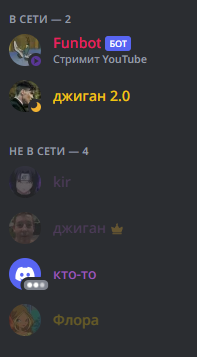 В СЕТИ — 2
Funbot БОТ
Стримит YouTube
джиган 2.0
НЕ В СЕТИ — 4
kir
джиган
кто-то
Флора